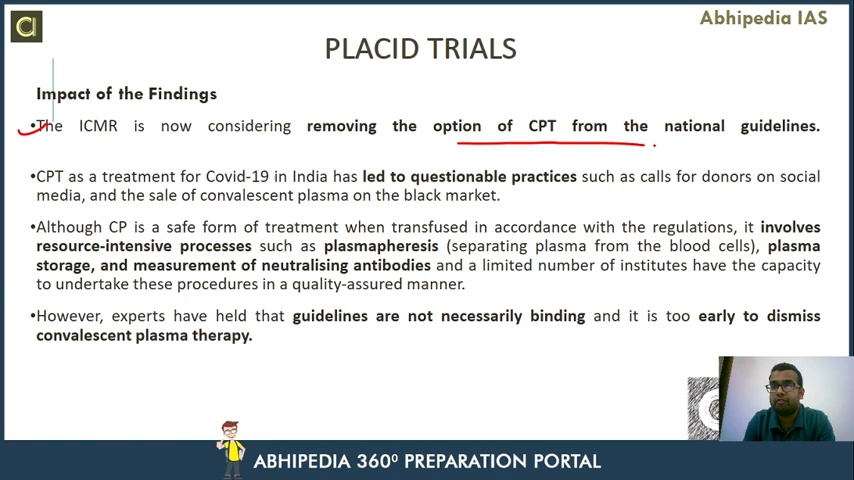 Abhipedia IAS
PLACID TRIALS
Impact of the Findings
•The ICMR is now considering removing the option of CPT from the national guidelines.
•CPT as a treatment for Covid-19 in India has led to questionable practices such as calls for donors on social
media, and the sale of convalescent plasma on the black market.
•Although CP is a safe form of treatment when transfused in accordance with the regulations, it involves
resource-intensive processes such as plasmapheresis (separating plasma from the blood cells), plasma
storage, and measurement of neutralising antibodies and a limited number of institutes have the capacity
to undertake these procedures in a quality-assured manner.
•However, experts have held that guidelines are not necessarily binding and it is too early to dismiss
convalescent plasma therapy.
ABHIPEDIA 360⁰ PREPARATION PORTAL